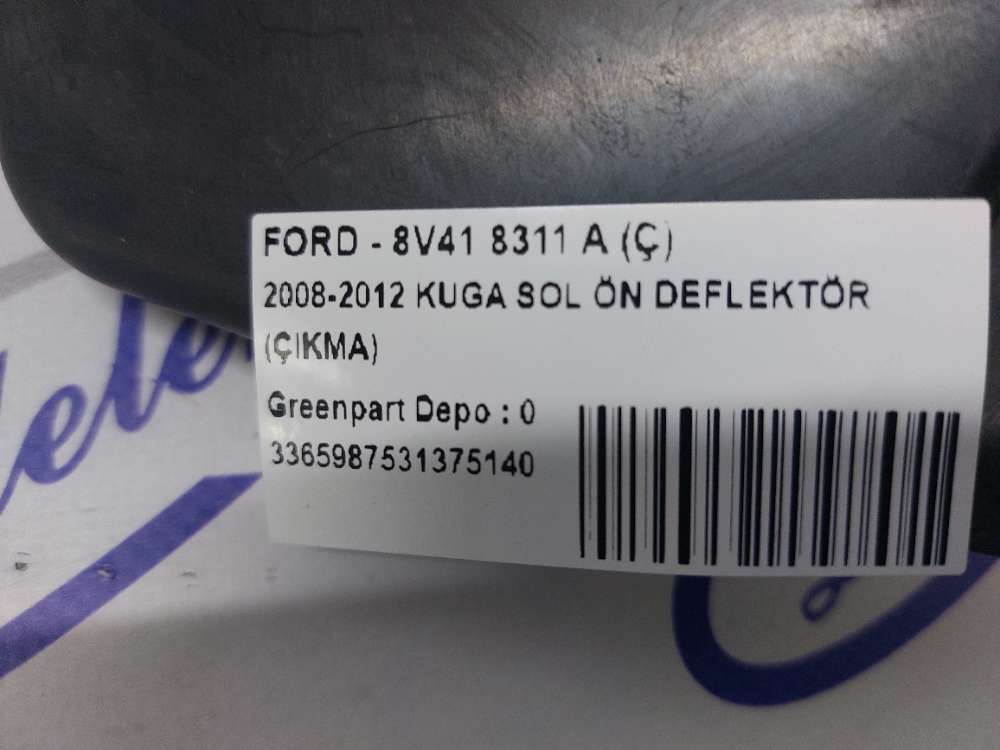 FORD - 8V41 8311 A (Ç)
2008-2012 KUGA SOL ÖN DEFLEKTÖR
(ÇIKMA)
Greenpart Depo : 0
3365987531375140